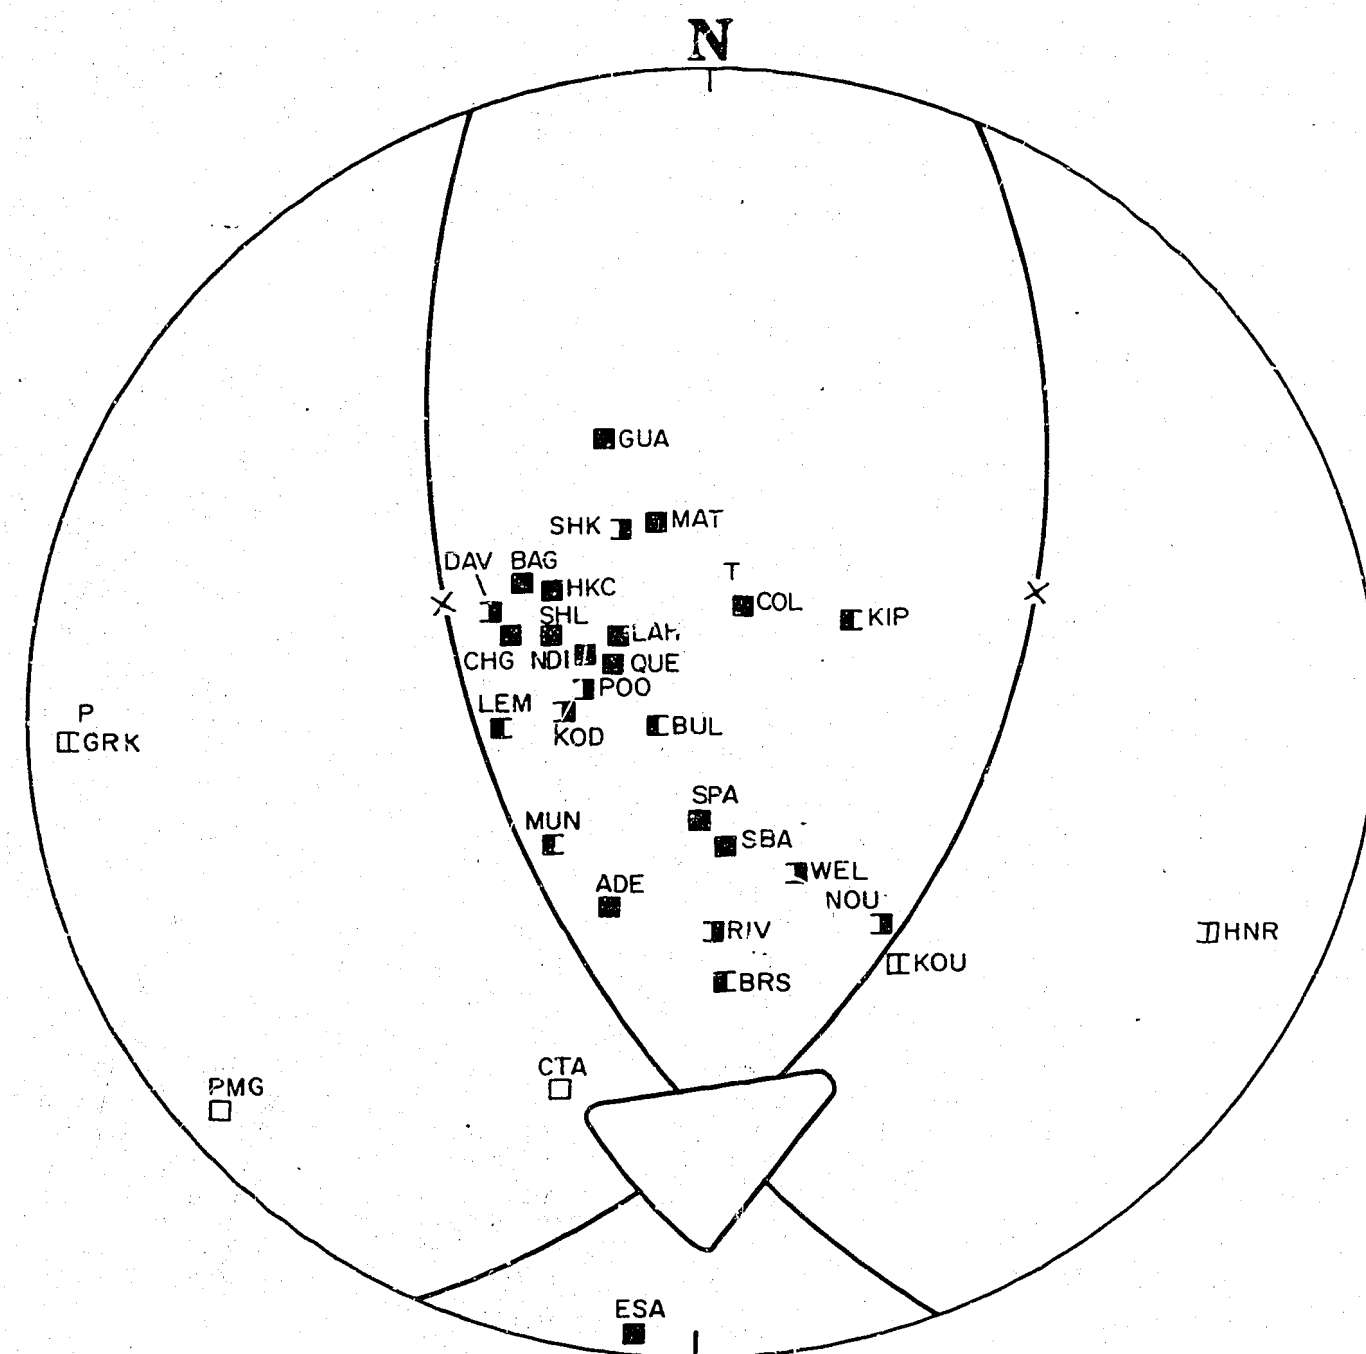 N
GUA
SHK
MAT
DAV
BAG
HKC
T
COL
KIP
SHL
LAH
CHG
NDI
QUE
POO
LEM
KOD
BUL
P
GRK
SPA
MUN
SBA
WEL
ADE
NOU
RIV
HNR
KOU
BRS
CTA
PMG
ESA